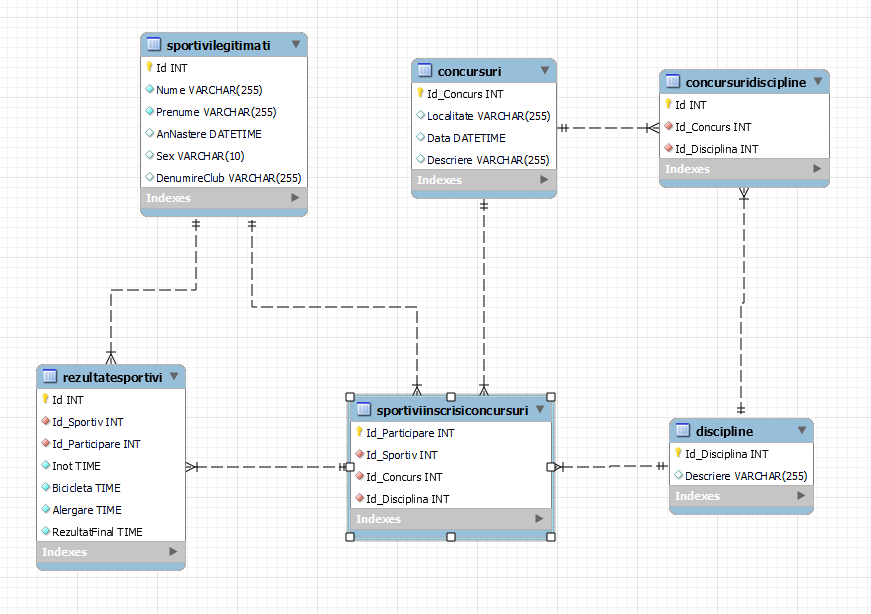 sportivilegitimati
Id INT
Nume VARCHAR(255)
Prenume VARCHAR(255)
AnNastere DATETIME
Sex VARCHAR(10)
DenumireClub VARCHAR(255)
Indexes
concursuri
Id_Concurs INT
Localitate VARCHAR(255)
Data DATETIME
Descriere VARCHAR(255)
Indexes
concursuridiscipline
Id INT
Id_Concurs INT
Id_Disciplina INT
Indexes
rezultatesportivi
Id INT
Id_Sportiv INT
Id_Participare INT
Inot TIME
Bicicleta TIME
Alergare TIME
RezultatFinal TIME
Indexes
sportiviinscrisiconcursuri
Id_Participare INT
Id_Sportiv INT
Id_Concurs INT
Id_Disciplina INT
Indexes
discipline
Id_Disciplina INT
Descriere VARCHAR(255)
Indexes